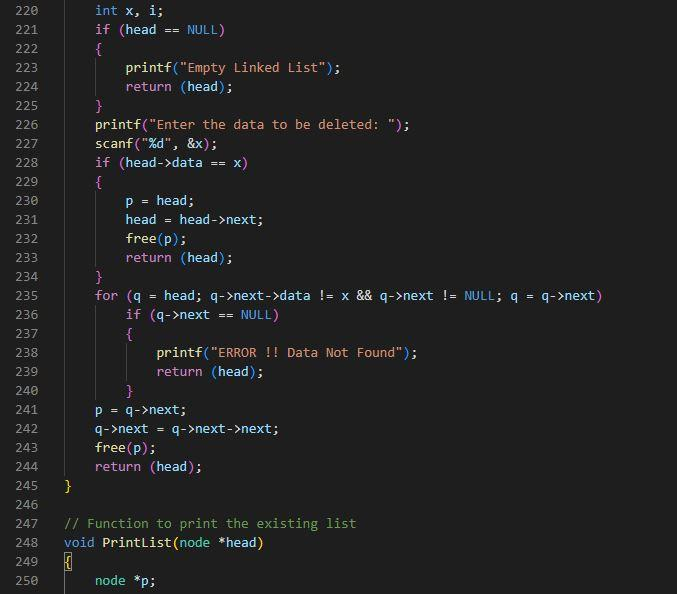 220 int x, i;
221 if (head == NULL)
222 {
223 printf("Empty Linked List");
224 return (head);
225 }
226 printf("Enter the data to be deleted: ");
227 scanf("%d", &x);
228 if (head->data == x)
229 {
230 p = head;
231 head = head->next;
232 free(p);
233 return (head);
234 }
235 for (q = head; q->next->data != x && q->next != NULL; q = q->next)
236 if (q->next == NULL)
237 {
238 printf("ERROR !! Data Not Found");
239 return (head);
240 }
241 p = q->next;
242 q->next = q->next->next;
243 free(p);
244 return (head);
245 }
246
247 // Function to print the existing list
248 void PrintList(node *head)
249 {
250 node *p;